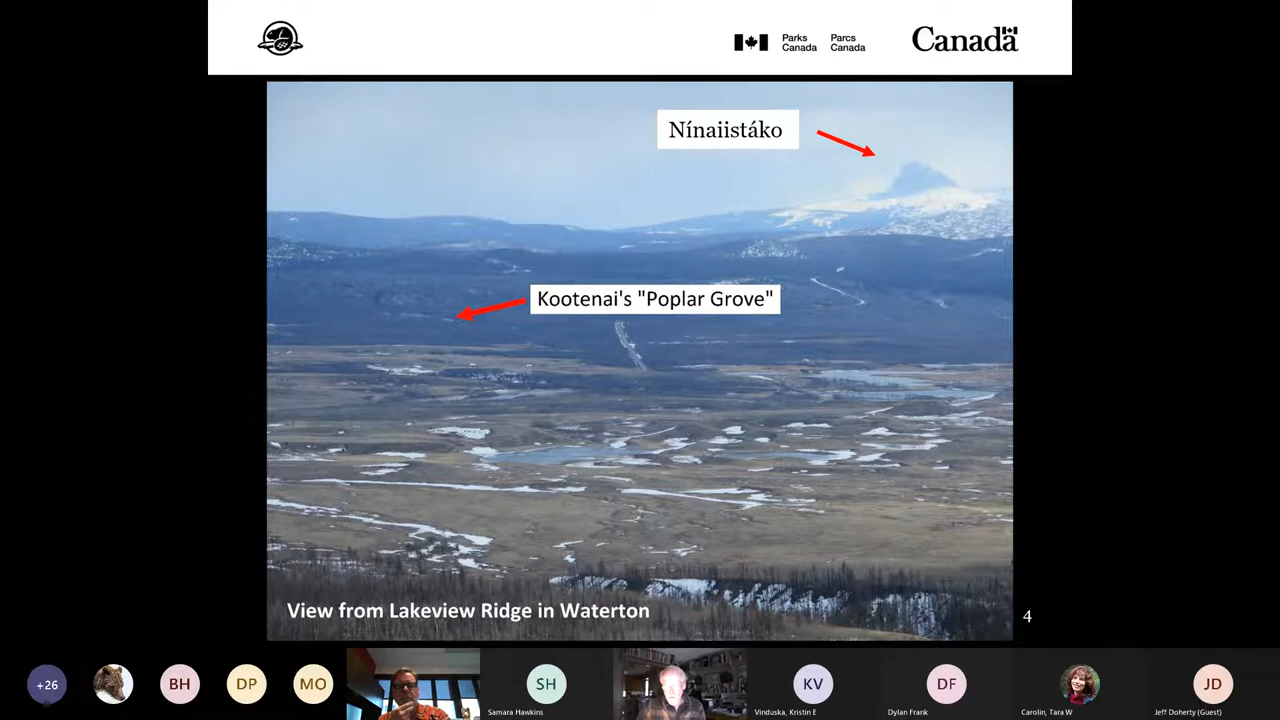 Parks
Canada
Parcs
Canada
Canada
Nínaiistáko
Kootenai's "Poplar Grove"
View from Lakeview Ridge in Waterton
4
+26
BH
DP
MO
SH
Samara Hawkins
KV
Vinduska, Kristin E
DF
Dylan Frank
Carolin, Tara W
JD
Jeff Doherty (Guest)